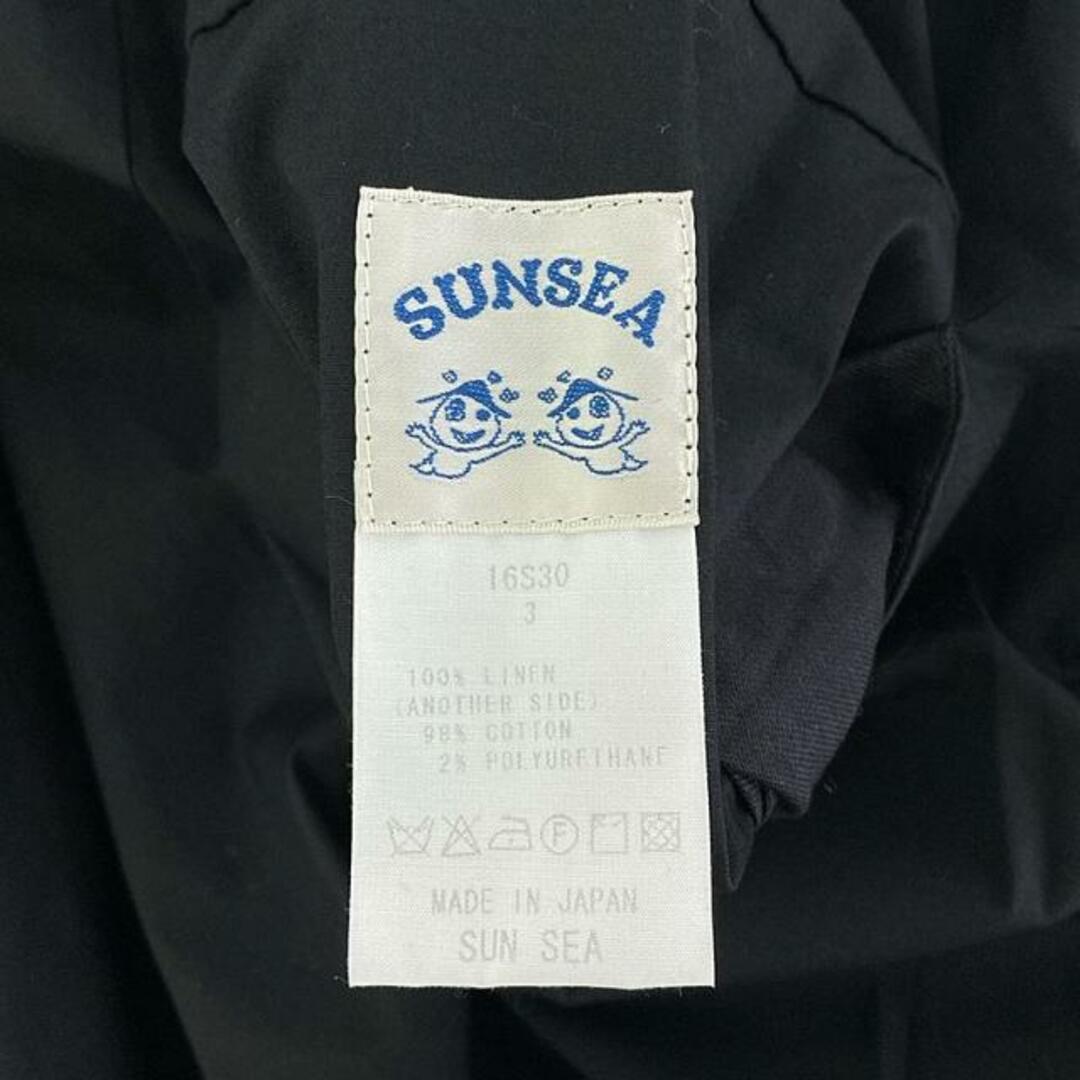 SUNSEA
16S30
3
100% LINEN
(ANOTHER SIDE)
98% COTTON
2% POLYURETHANE
F
MADE IN JAPAN
SUN SEA